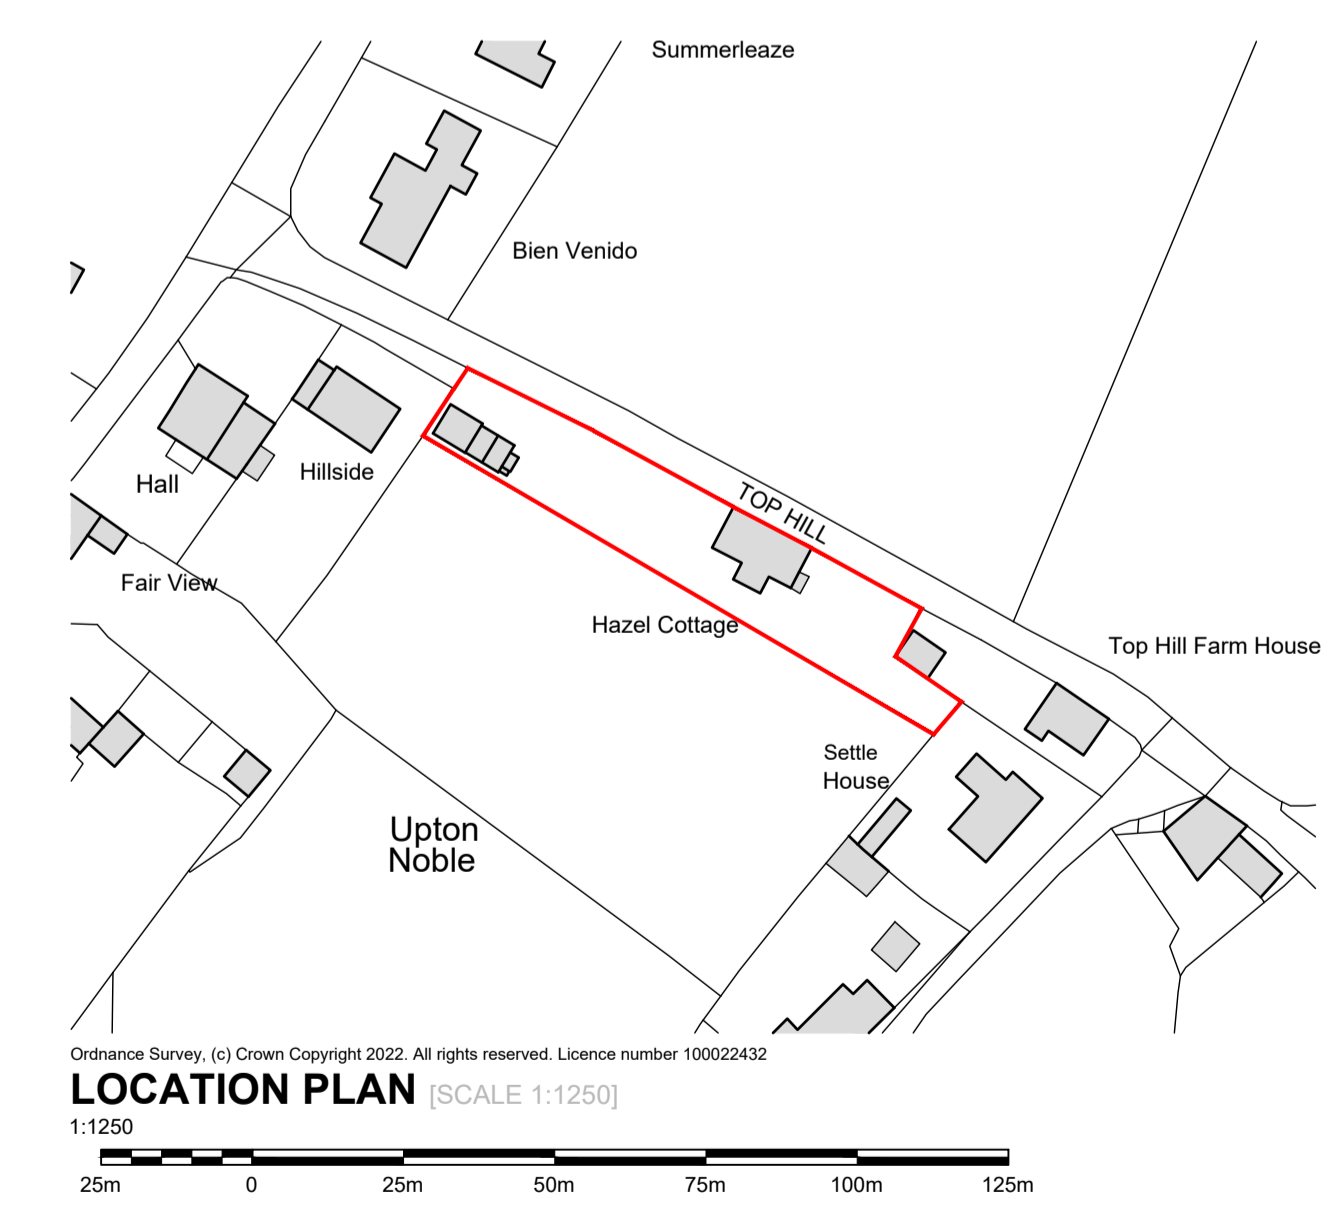 Summerleaze
Bien Venido
Hall
Hillside
TOP HILL
Fair View
Hazel Cottage
Top Hill Farm House
Settle
House
Upton
Noble
Ordnance Survey, (c) Crown Copyright 2022. All rights reserved. Licence number 100022432
LOCATION PLAN [SCALE 1:1250]
1:1250
25m 0 25m 50m 75m 100m 125m